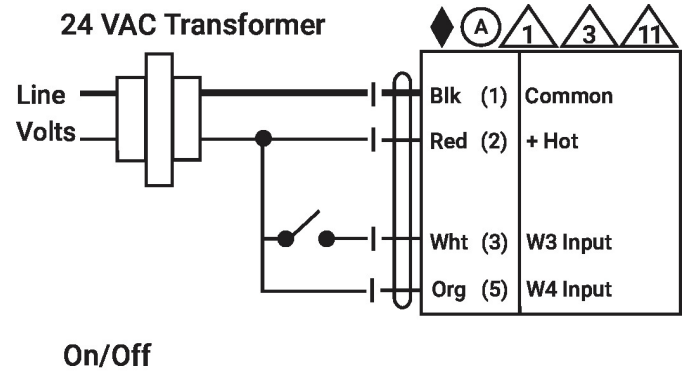 24 VAC Transformer
A 1 3 11
Line
Volts
Blk (1) Common
Red (2) + Hot
Wht (3) W3 Input
Org (5) W4 Input
On/Off